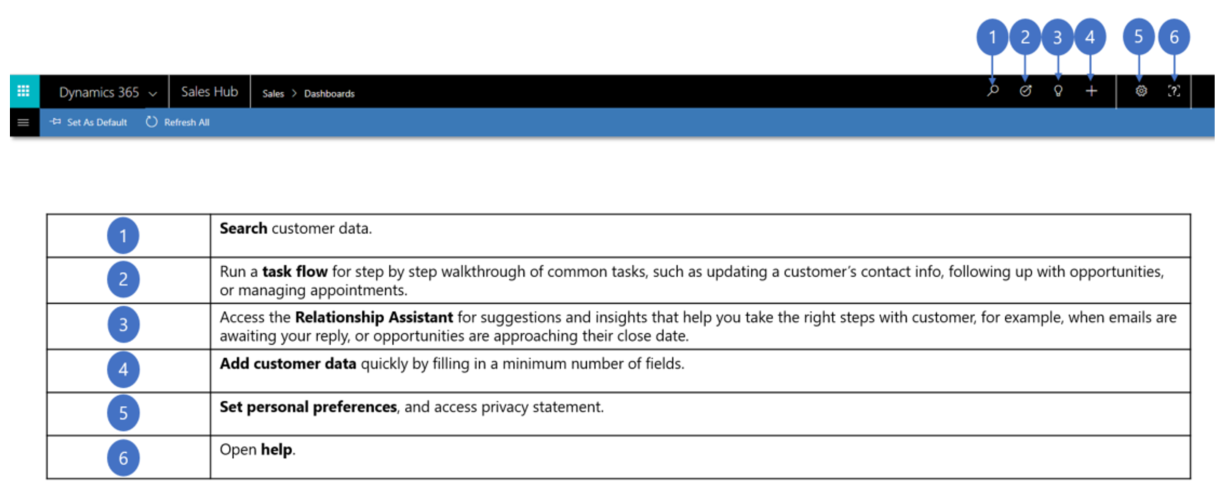 1 2 3 4 5 6
Dynamics 365 Sales Hub Sales > Dashboards
Set As Default Refresh All
1 Search customer data.
2 Run a task flow for step by step walkthrough of common tasks, such as updating a customer’s contact info, following up with opportunities,
or managing appointments.
3 Access the Relationship Assistant for suggestions and insights that help you take the right steps with customer, for example, when emails are
awaiting your reply, or opportunities are approaching their close date.
4 Add customer data quickly by filling in a minimum number of fields.
5 Set personal preferences, and access privacy statement.
6 Open help.